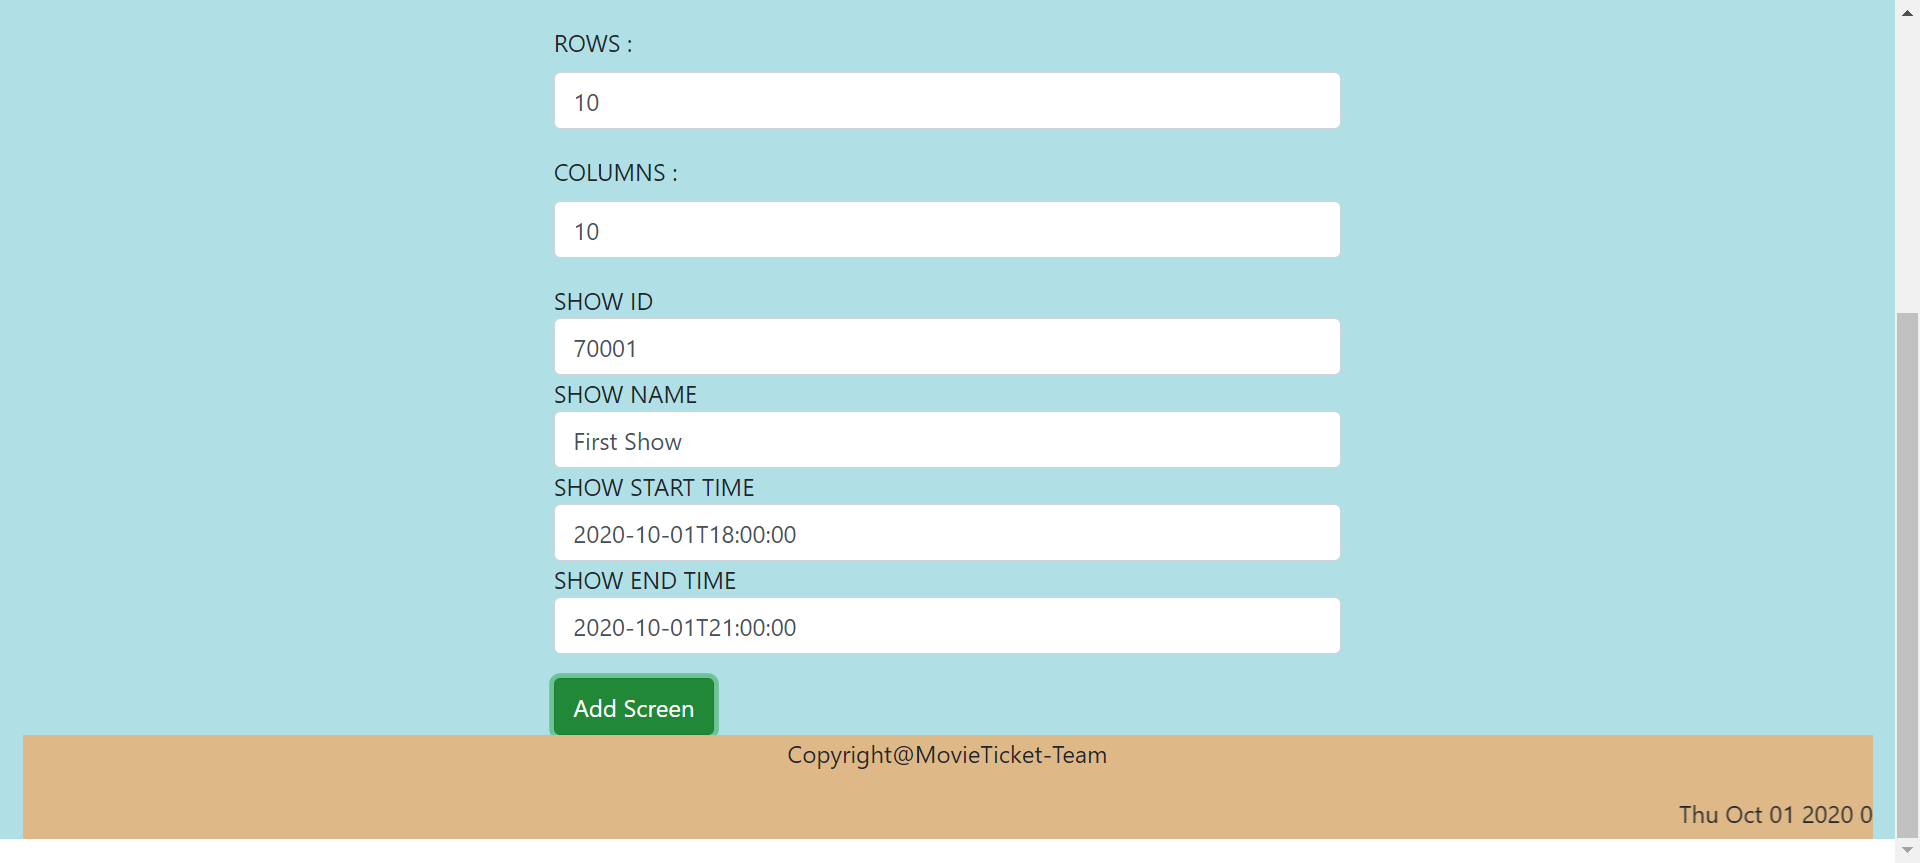 ROWS :
10
COLUMNS :
10
SHOW ID
70001
SHOW NAME
First Show
SHOW START TIME
2020-10-01T18:00:00
SHOW END TIME
2020-10-01T21:00:00
Add Screen
Copyright@MovieTicket-Team
Thu Oct 01 2020 0